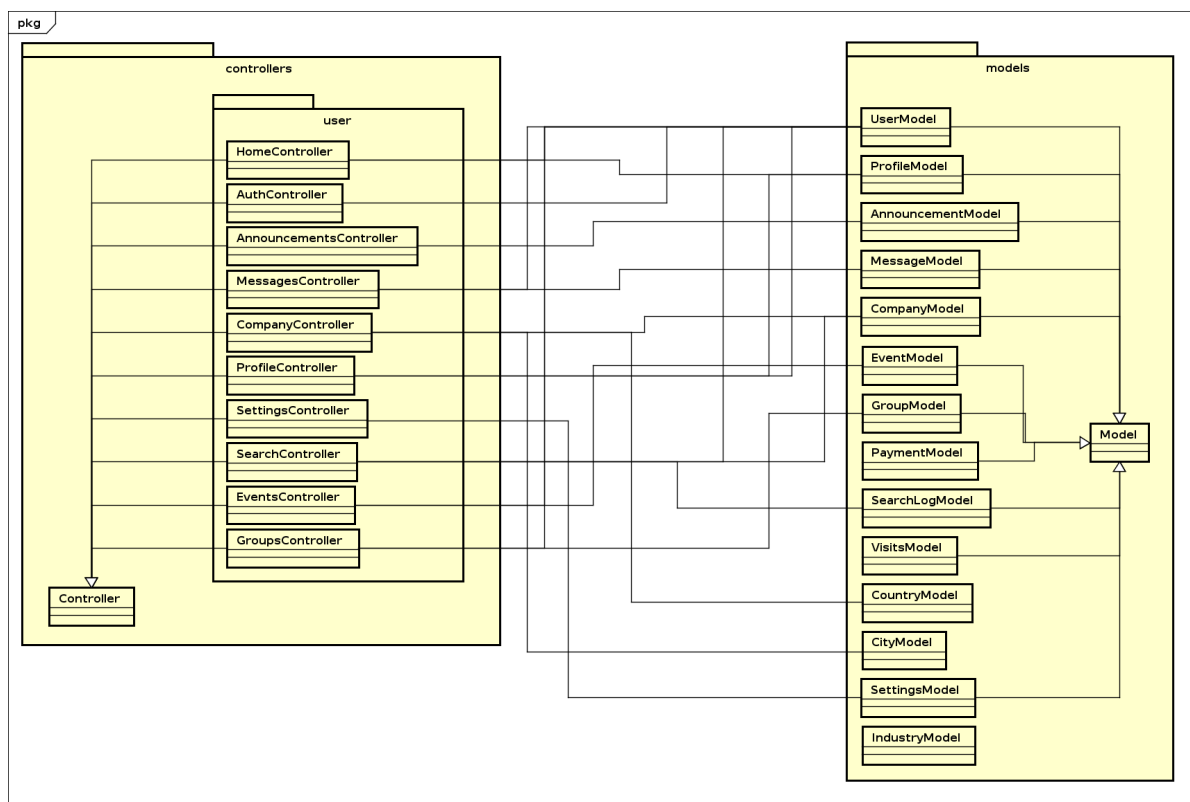 pkg
controllers
user
HomeController
AuthController
AnnouncementsController
MessagesController
CompanyController
ProfileController
SettingsController
SearchController
EventsController
GroupsController
Controller
models
UserModel
ProfileModel
AnnouncementModel
MessageModel
CompanyModel
EventModel
GroupModel
Model
PaymentModel
SearchLogModel
VisitsModel
CountryModel
CityModel
SettingsModel
IndustryModel